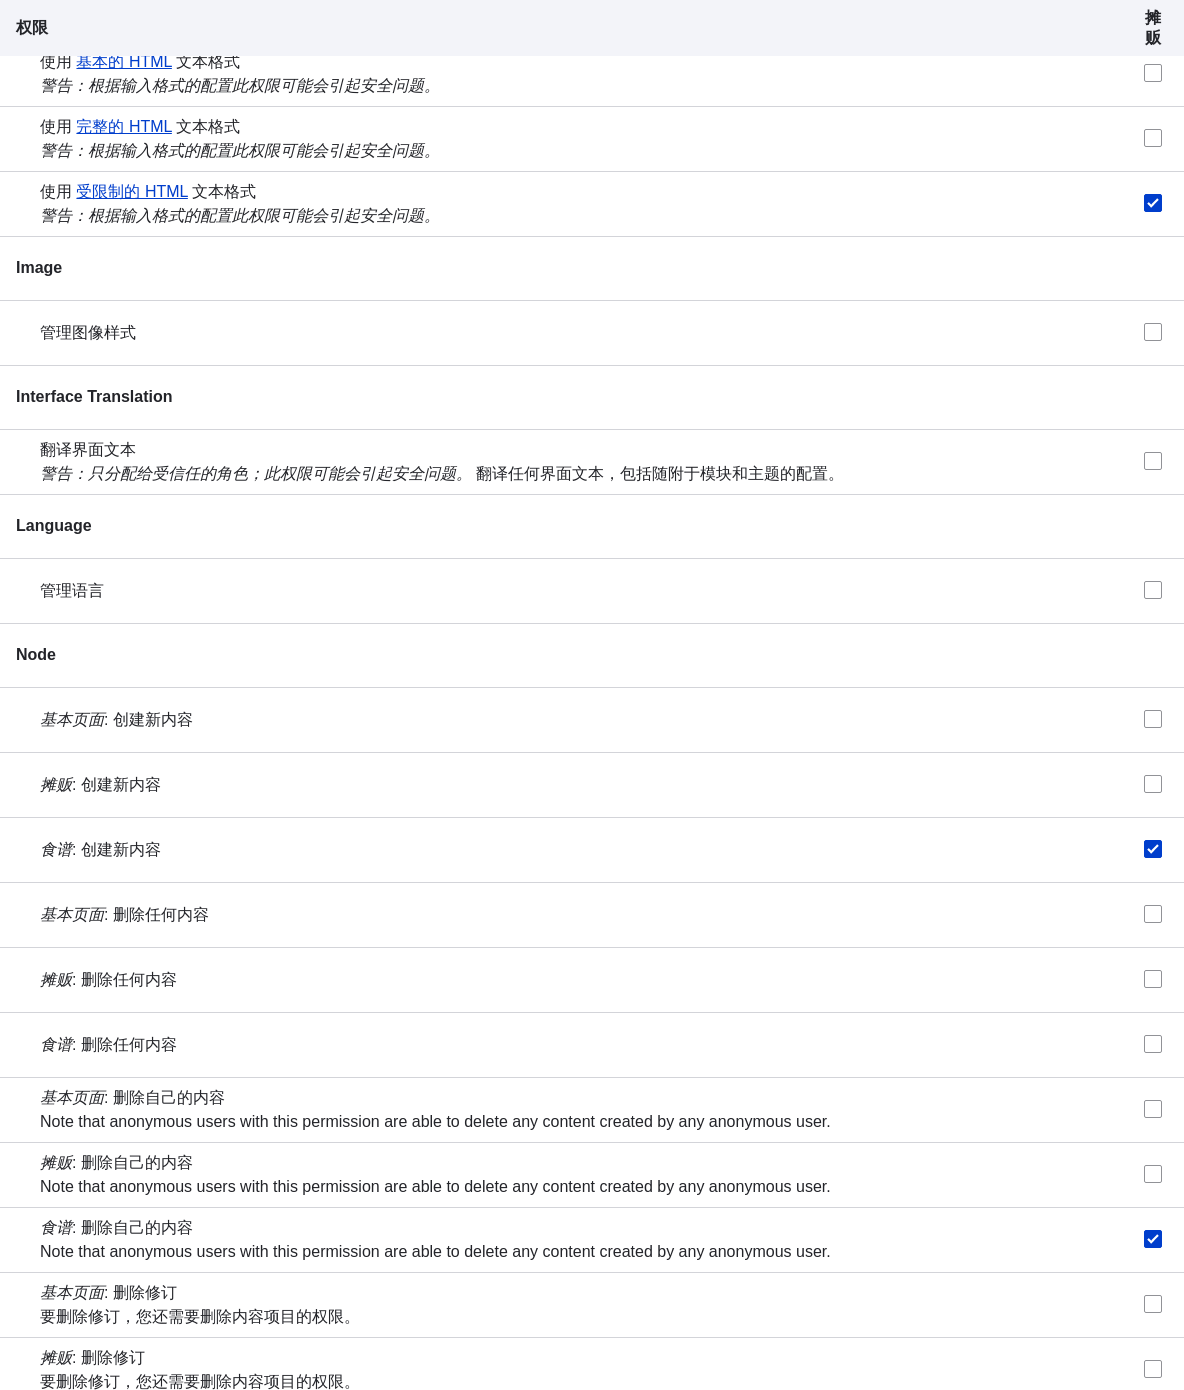 权限
摊
贩
使用 基本的 HTML 文本格式
警告：根据输入格式的配置此权限可能会引起安全问题。
使用 完整的 HTML 文本格式
警告：根据输入格式的配置此权限可能会引起安全问题。
使用 受限制的 HTML 文本格式
警告：根据输入格式的配置此权限可能会引起安全问题。
Image
管理图像样式
Interface Translation
翻译界面文本
警告：只分配给受信任的角色；此权限可能会引起安全问题。 翻译任何界面文本，包括随附于模块和主题的配置。
Language
管理语言
Node
基本页面: 创建新内容
摊贩: 创建新内容
食谱: 创建新内容
基本页面: 删除任何内容
摊贩: 删除任何内容
食谱: 删除任何内容
基本页面: 删除自己的内容
Note that anonymous users with this permission are able to delete any content created by any anonymous user.
摊贩: 删除自己的内容
Note that anonymous users with this permission are able to delete any content created by any anonymous user.
食谱: 删除自己的内容
Note that anonymous users with this permission are able to delete any content created by any anonymous user.
基本页面: 删除修订
要删除修订，您还需要删除内容项目的权限。
摊贩: 删除修订
要删除修订，您还需要删除内容项目的权限。